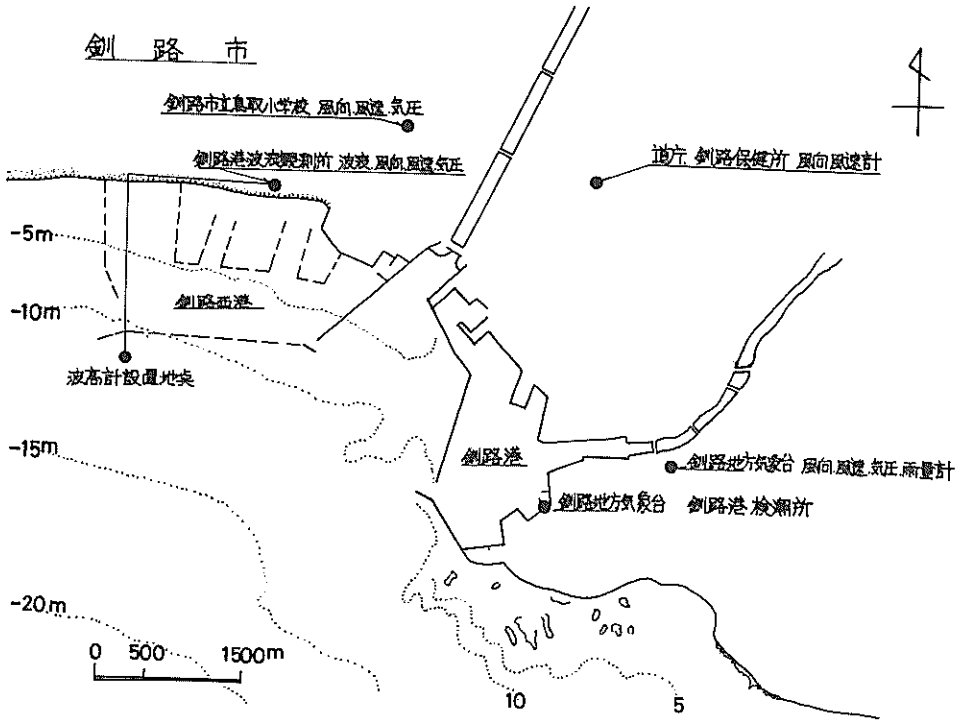 釧路市
釧路市立鳥取小学校 風向.風速.気圧
釧路港波浪観測所 波浪.風向.風速.気圧
道庁 釧路保健所 風向風速計
-5m
釧路西港
-10m
波高計設置地点
-15m
釧路港
釧路地方気象台 風向.風速.気圧.雨量計
釧路地方気象台 釧路港検潮所
-20m
0 500 1500m
10
5